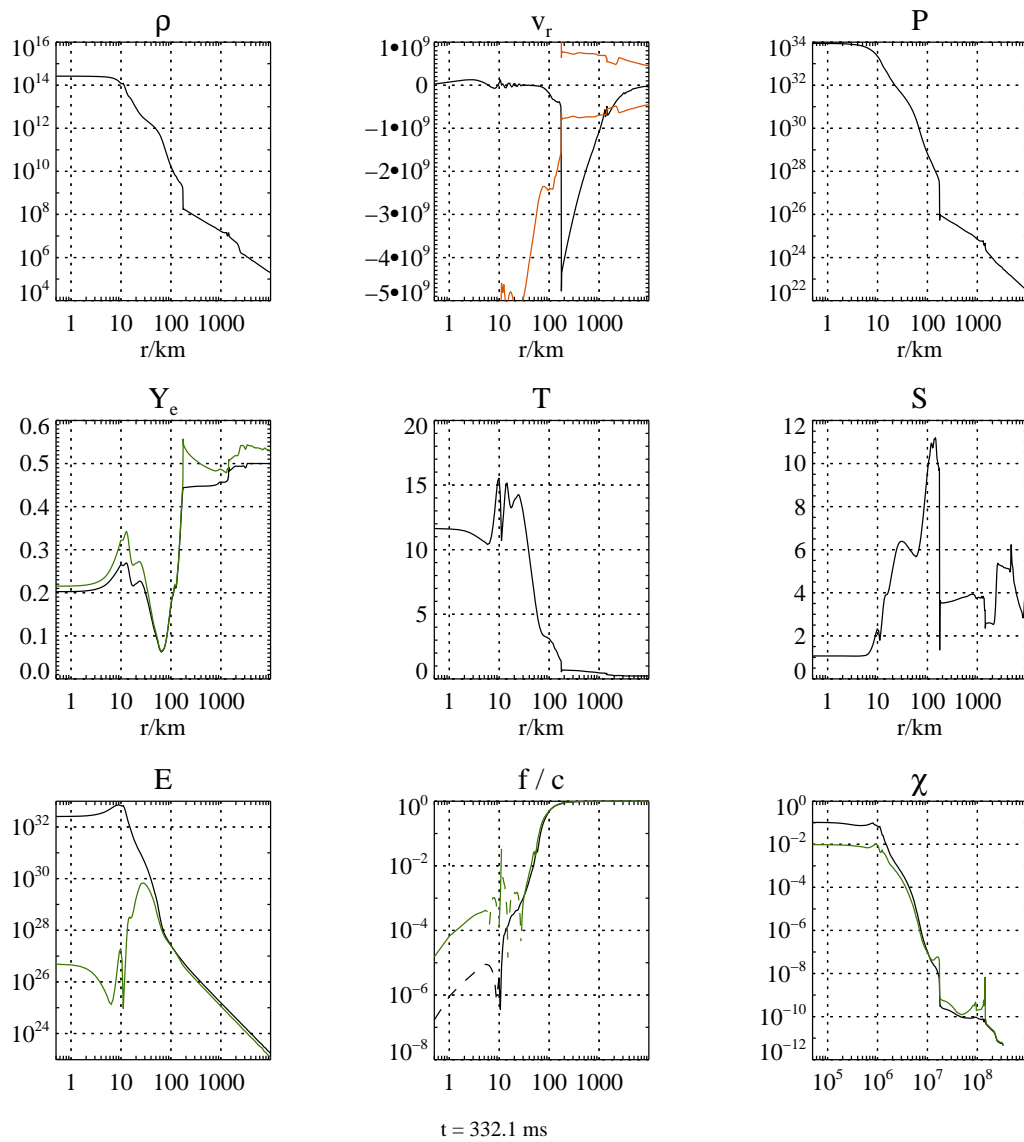 ρ
10^16
10^14
10^12
10^10
10^8
10^6
10^4
1 10 100 1000
r/km
v_r
1•10^9
0
−1•10^9
−2•10^9
−3•10^9
−4•10^9
−5•10^9
1 10 100 1000
r/km
P
10^34
10^32
10^30
10^28
10^26
10^24
10^22
1 10 100 1000
r/km
Y_e
0.6
0.5
0.4
0.3
0.2
0.1
0.0
1 10 100 1000
r/km
T
20
15
10
5
0
1 10 100 1000
r/km
S
12
10
8
6
4
2
0
1 10 100 1000
r/km
E
10^32
10^30
10^28
10^26
10^24
1 10 100 1000
f / c
10^0
10^−2
10^−4
10^−6
10^−8
1 10 100 1000
χ
10^0
10^−2
10^−4
10^−6
10^−8
10^−10
10^−12
10^5 10^6 10^7 10^8
t = 332.1 ms